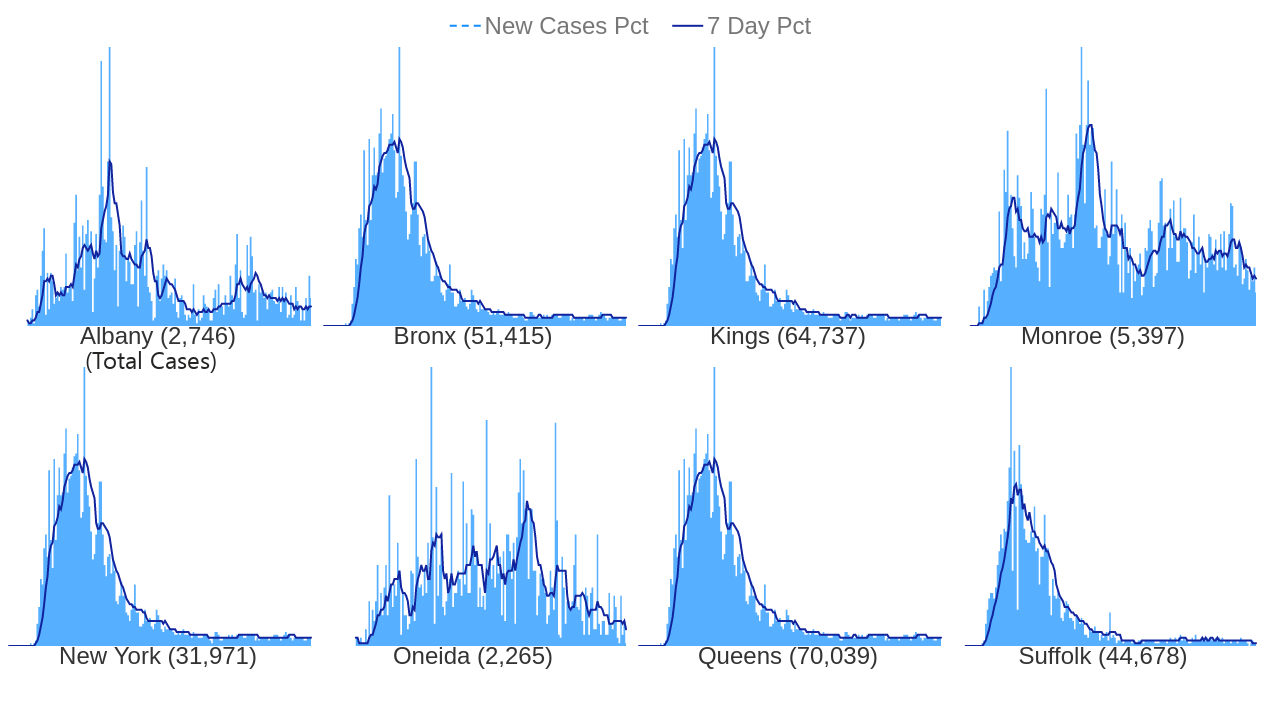 New Cases Pct 7 Day Pct
Albany (2,746)
(Total Cases)
Bronx (51,415)
Kings (64,737)
Monroe (5,397)
New York (31,971)
Oneida (2,265)
Queens (70,039)
Suffolk (44,678)